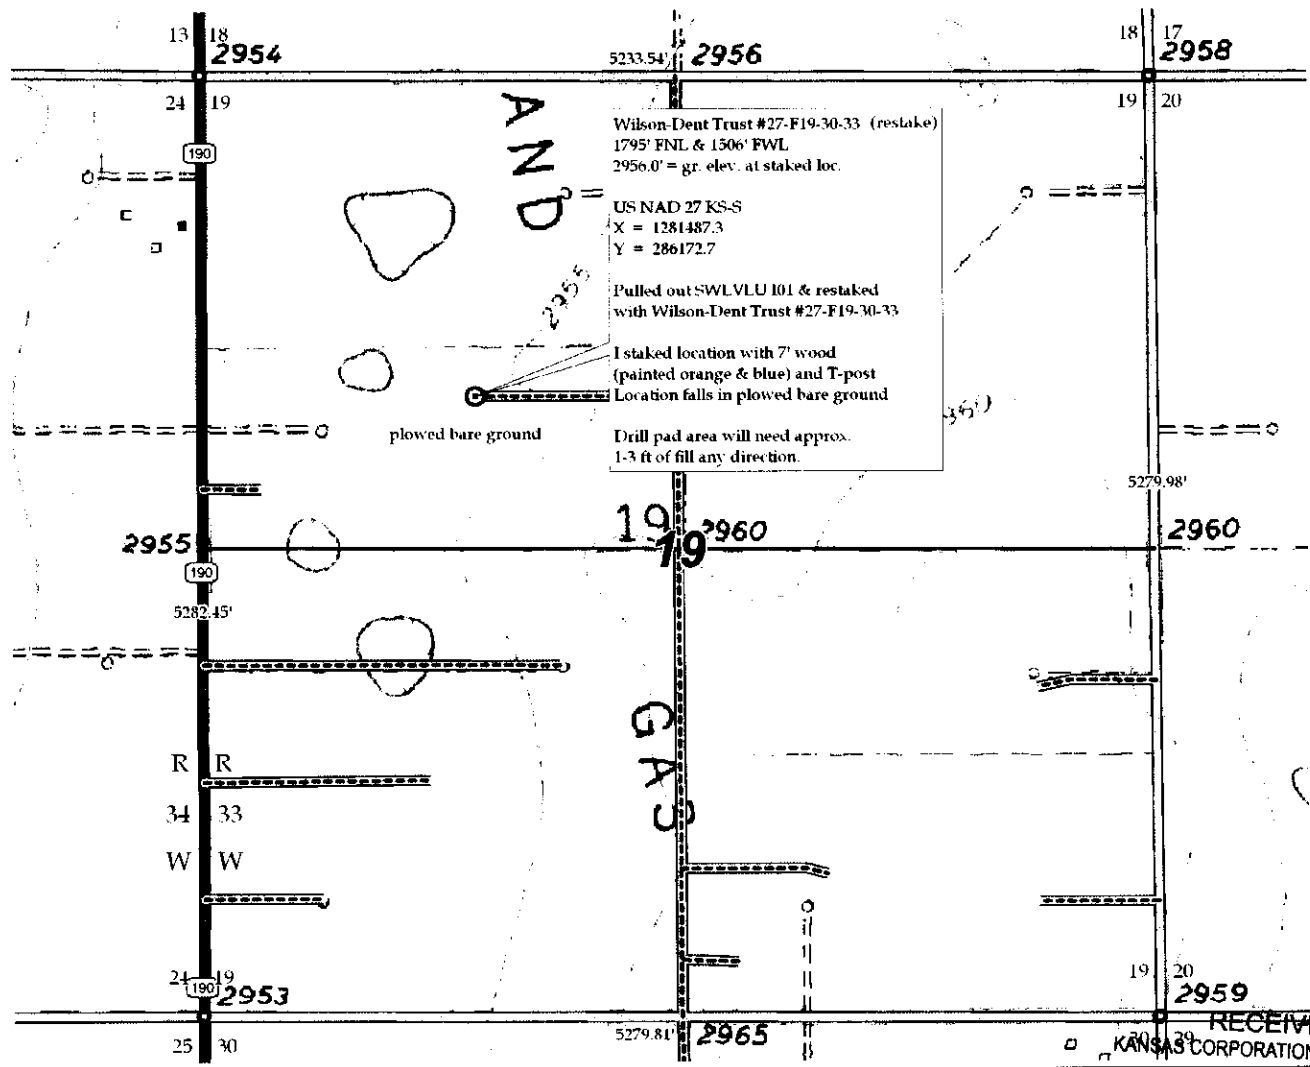 13 18
2954
5233.54'
2956
18 17
2958
24 19
19 20
AND
190
Wilson-Dent Trust #27-F19-30-33 (restake)
1795' FNL & 1506' FWL
2956.0' = gr. elev. at staked loc.
US NAD 27 KS-S
X = 1281487.3
Y = 286172.7
2955
Pulled out SWLVLU 101 & restaked
with Wilson-Dent Trust #27-F19-30-33
I staked location with 7' wood
(painted orange & blue) and T-post
Location falls in plowed bare ground
plowed bare ground
Drill pad area will need approx.
1-3 ft of fill any direction.
5279.98'
2955
19
19
2960
2960
190
5282.45'
GAS
R R
34 33
W W
24 19
190
2953
19 20
2959
25 30
5279.81'
2965
KANSAS CORPORATION